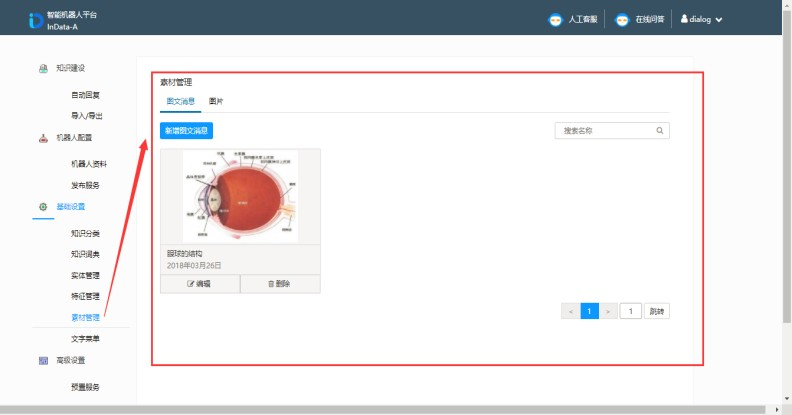 智能机器人平台
InData-A
人工客服
在线问答
dialog
知识建设
自动回复
导入/导出
机器人配置
机器人资料
发布服务
基础设置
知识分类
知识词类
实体管理
特征管理
素材管理
文字菜单
高级设置
预置服务
素材管理
图文消息 图片
新增图文消息
搜索名称
眼球的结构
2018年03月26日
编辑 删除
« 1 » 1 跳转